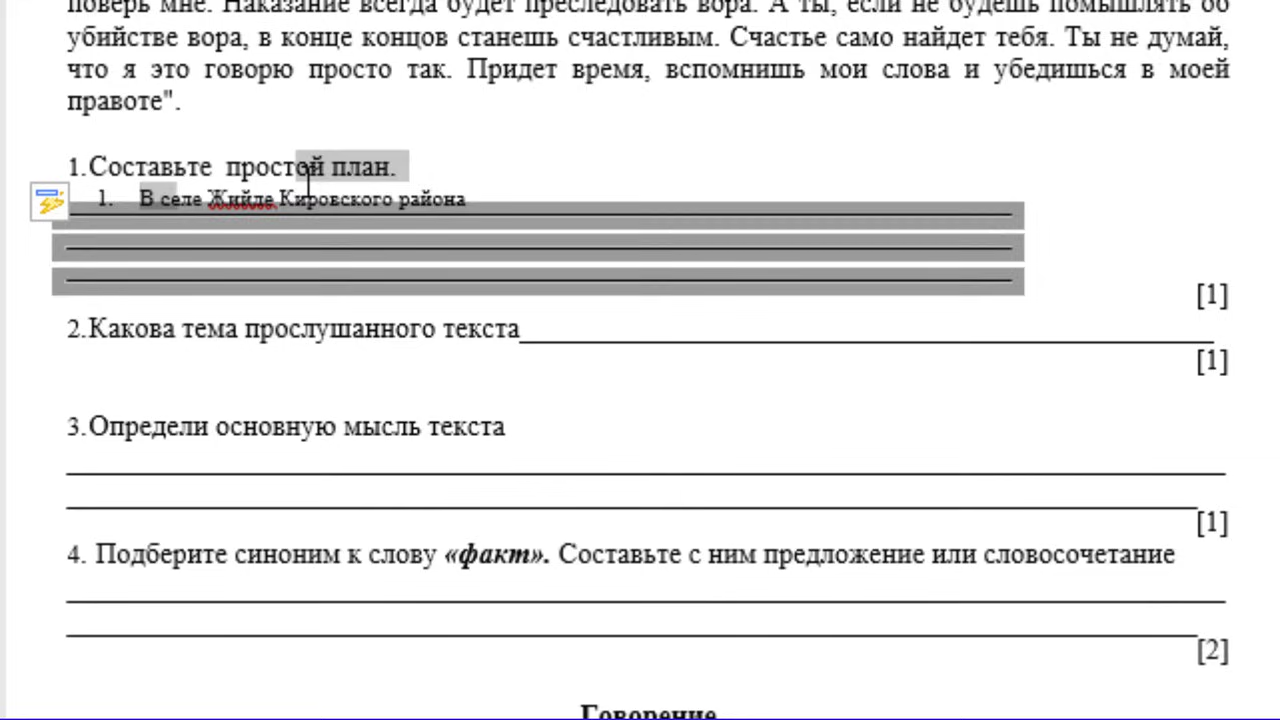 поверь мне. Наказание всегда будет преследовать вора. А ты, если не будешь помышлять об
убийстве вора, в конце концов станешь счастливым. Счастье само найдет тебя. Ты не думай,
что я это говорю просто так. Придет время, вспомнишь мои слова и убедишься в моей
правоте".
1.Составьте простой план.
1. В селе Жийде Кировского района
[1]
2.Какова тема прослушанного текста
[1]
3.Определи основную мысль текста
[1]
4. Подберите синоним к слову «факт». Составьте с ним предложение или словосочетание
[2]
Говорение